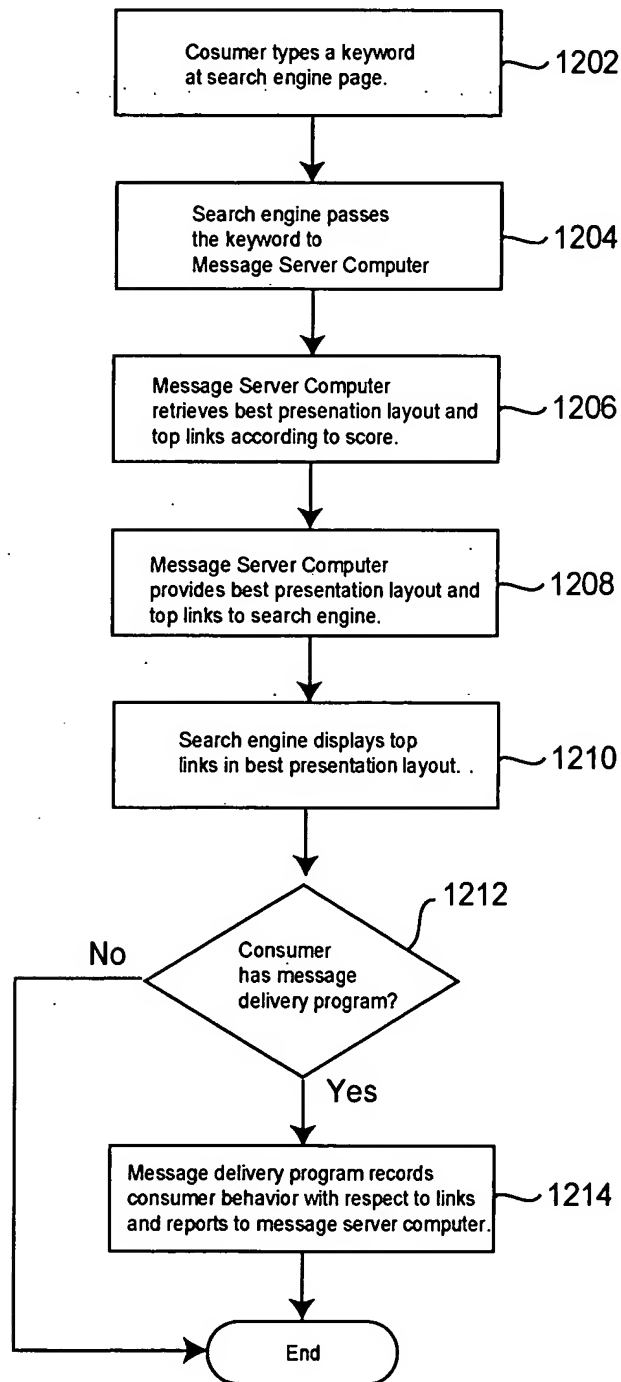 Cosumer types a keyword
at search engine page.
1202
Search engine passes
the keyword to
Message Server Computer
1204
Message Server Computer
retrieves best presenation layout and
top links according to score.
1206
Message Server Computer
provides best presentation layout and
top links to search engine.
1208
Search engine displays top
links in best presentation layout. .
1210
1212
No
Consumer
has message
delivery program?
Yes
Message delivery program records
consumer behavior with respect to links
and reports to message server computer.
1214
End